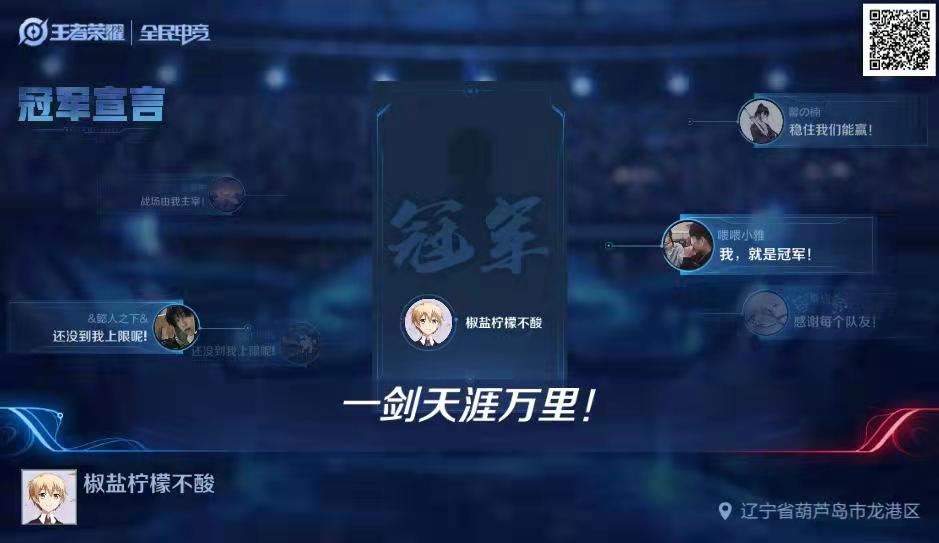 王者荣耀 全民电竞
冠军宣言
馨の楠
稳住我们能赢!
战场由我主宰!
冠军
喂喂小雅
我，就是冠军!
&懿人之下&
还没到我上限呢!
还没到我上限呢!
椒盐柠檬不酸
感谢每个队友!
一剑天涯万里!
椒盐柠檬不酸
辽宁省葫芦岛市龙港区